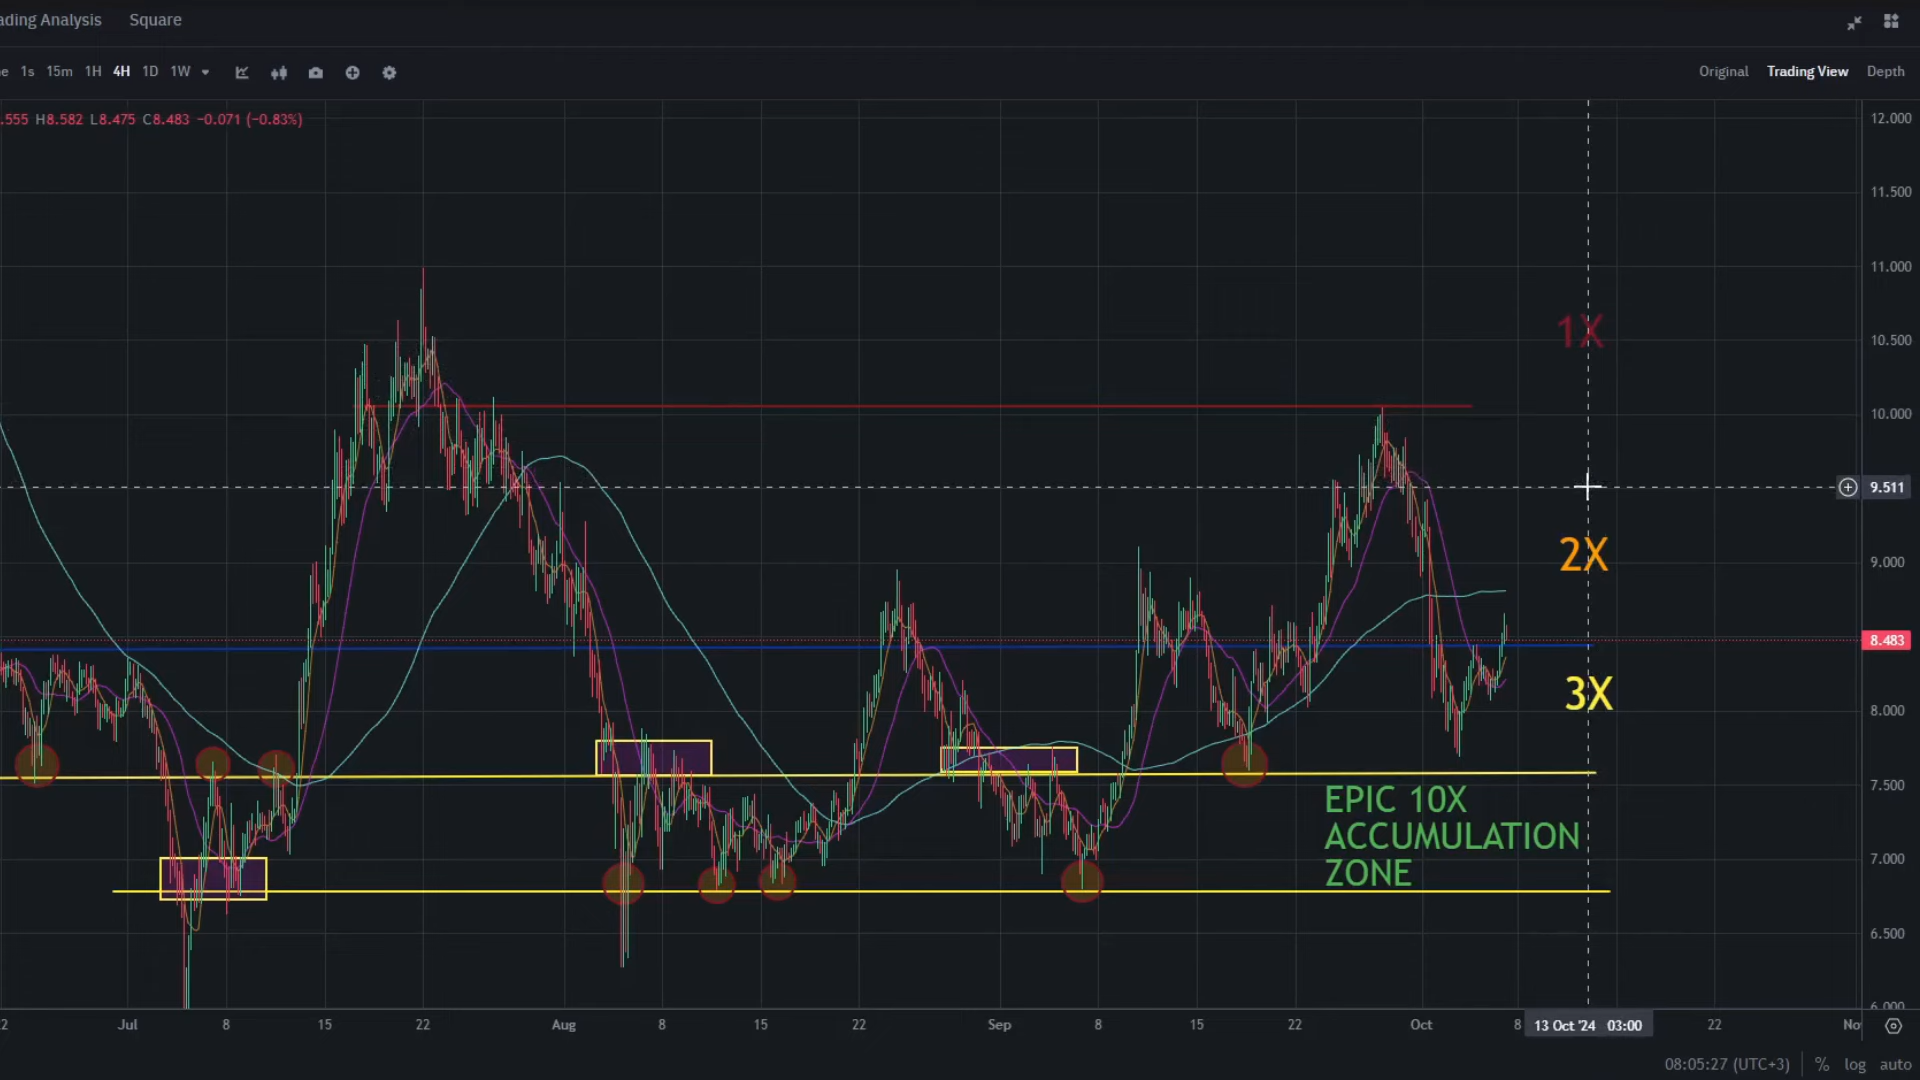 ading Analysis Square
e 1s 15m 1H 4H 1D 1W
Original Trading View Depth
.555 H8.582 L8.475 C8.483 −0.071 (−0.83%)
12.000
11.500
11.000
1X
10.500
10.000
9.511
2X
9.000
8.483
3X
8.000
7.500
EPIC 10X
ACCUMULATION
ZONE
7.000
6.500
6.000
2 Jul 8 15 22 Aug 8 15 22 Sep 8 15 22 Oct 8 13 Oct '24 03:00 22 No
08:05:27 (UTC+3) % log auto